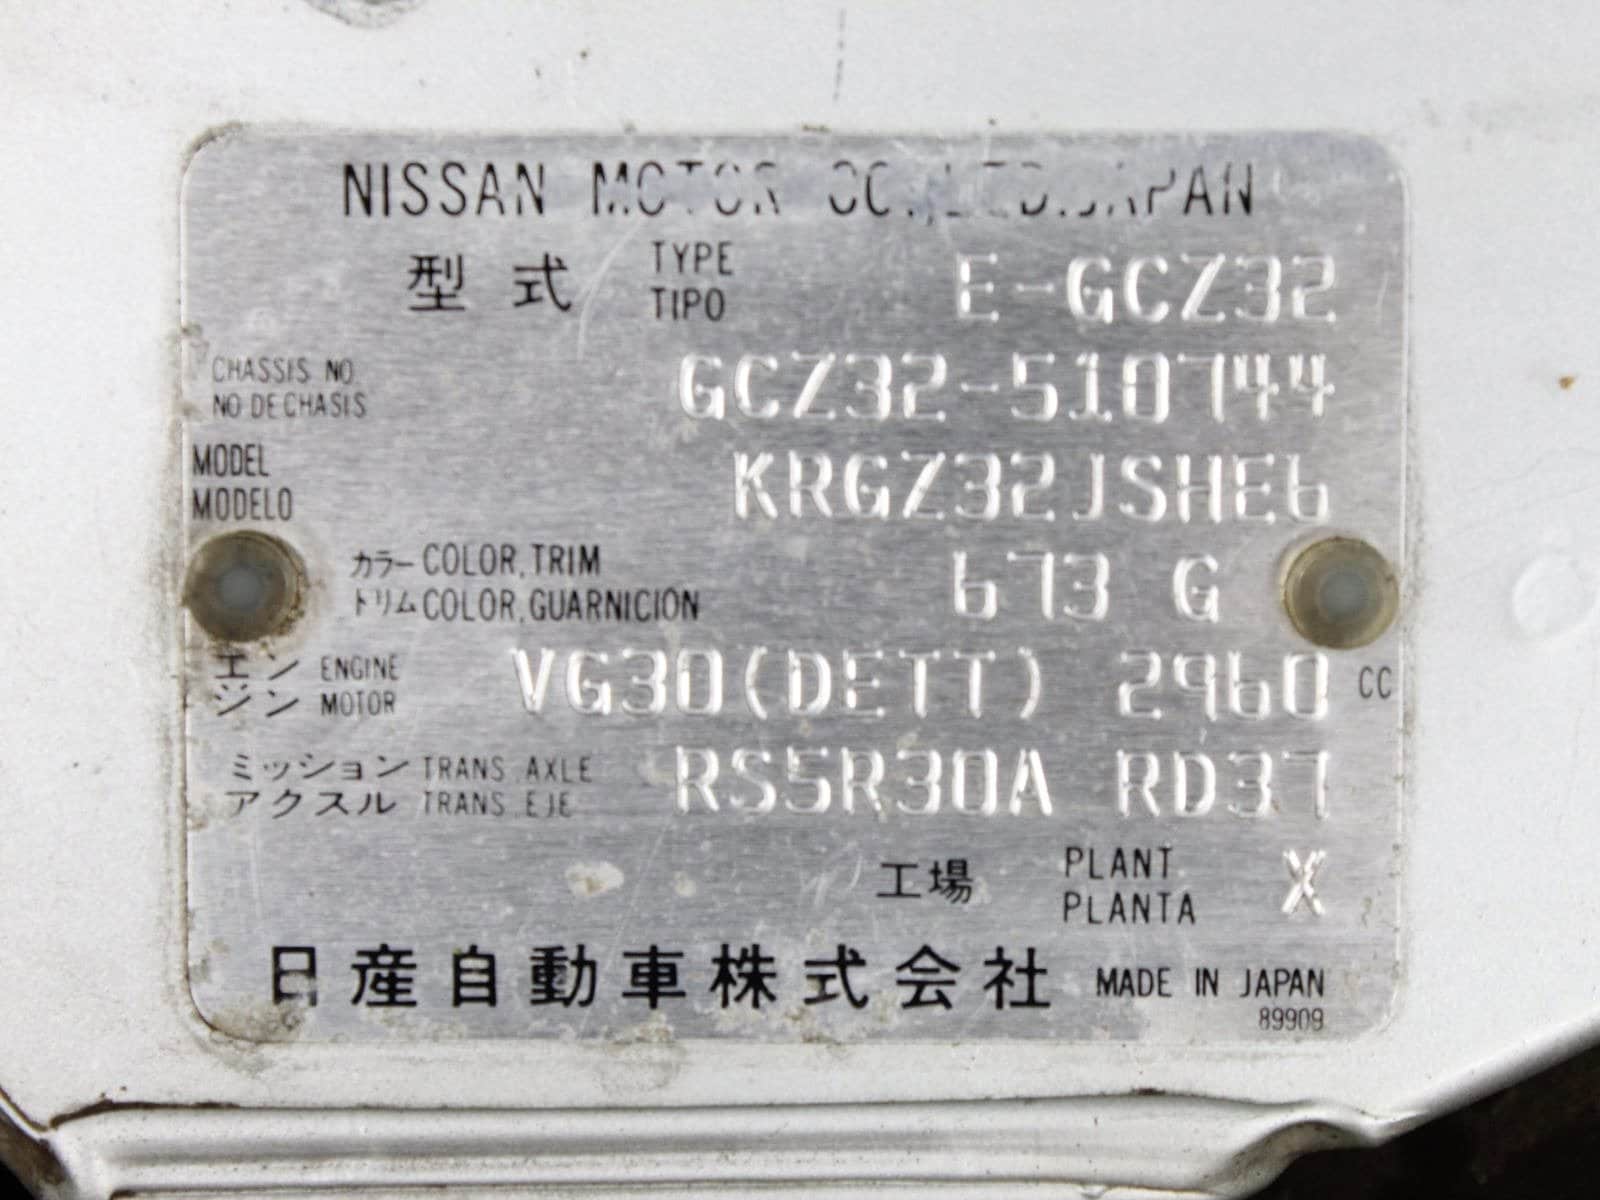 NISSAN MOTOR CO.,LTD.JAPAN
型式 TYPE TIPO E-GCZ32
CHASSIS NO. NO DE CHASIS GCZ32-510744
MODEL MODELO KRGZ32JSHE6
カラー COLOR, TRIM 673 G
トリム COLOR, GUARNICIÓN
エンジン ENGINE MOTOR VG30(DETT) 2960 CC
ミッション TRANS. AXLE RS5R30A RD37
アクスル TRANS. EJE
工場 PLANT PLANTA X
日産自動車株式会社 MADE IN JAPAN
89909